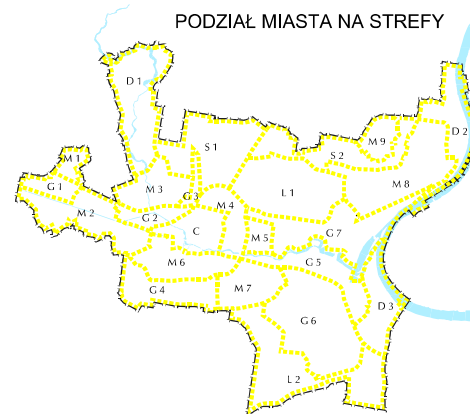 PODZIAŁ MIASTA NA STREFY
D 1
D 2
S 1
M 9
S 2
M 1
G 1
M 3
G 3
L 1
M 8
M 2
G 2
M 4
C
M 5
G 7
M 6
G 5
G 4
M 7
G 6
D 3
L 2